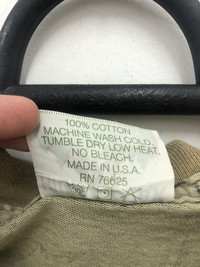 100% COTTON
MACHINE WASH COLD.
TUMBLE DRY LOW HEAT.
NO BLEACH.
MADE IN U.S.A.
RN 76625